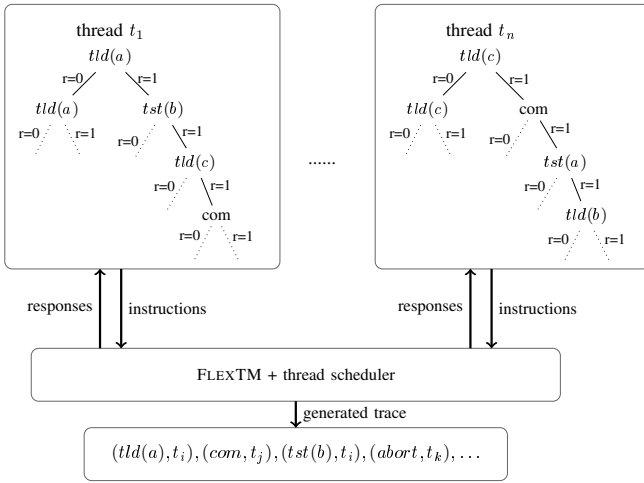 thread t₁ thread tₙ
tld(a) tld(c)
r=0 r=1 r=0 r=1
tld(a) tst(b) tld(c) com
r=0 r=1 r=0 r=1 r=0 r=1 r=0 r=1
tld(c) ...... tst(a)
r=0 r=1 r=0 r=1
com tld(b)
r=0 r=1 r=0 r=1
responses instructions responses instructions
FLEXTM + thread scheduler
generated trace
(tld(a), tᵢ), (com, tⱼ), (tst(b), tᵢ), (abort, tₖ), ...